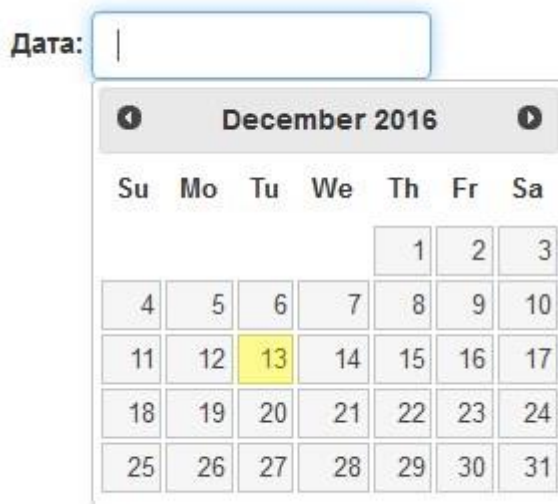 Дата:
December 2016
Su Mo Tu We Th Fr Sa
1 2 3
4 5 6 7 8 9 10
11 12 13 14 15 16 17
18 19 20 21 22 23 24
25 26 27 28 29 30 31